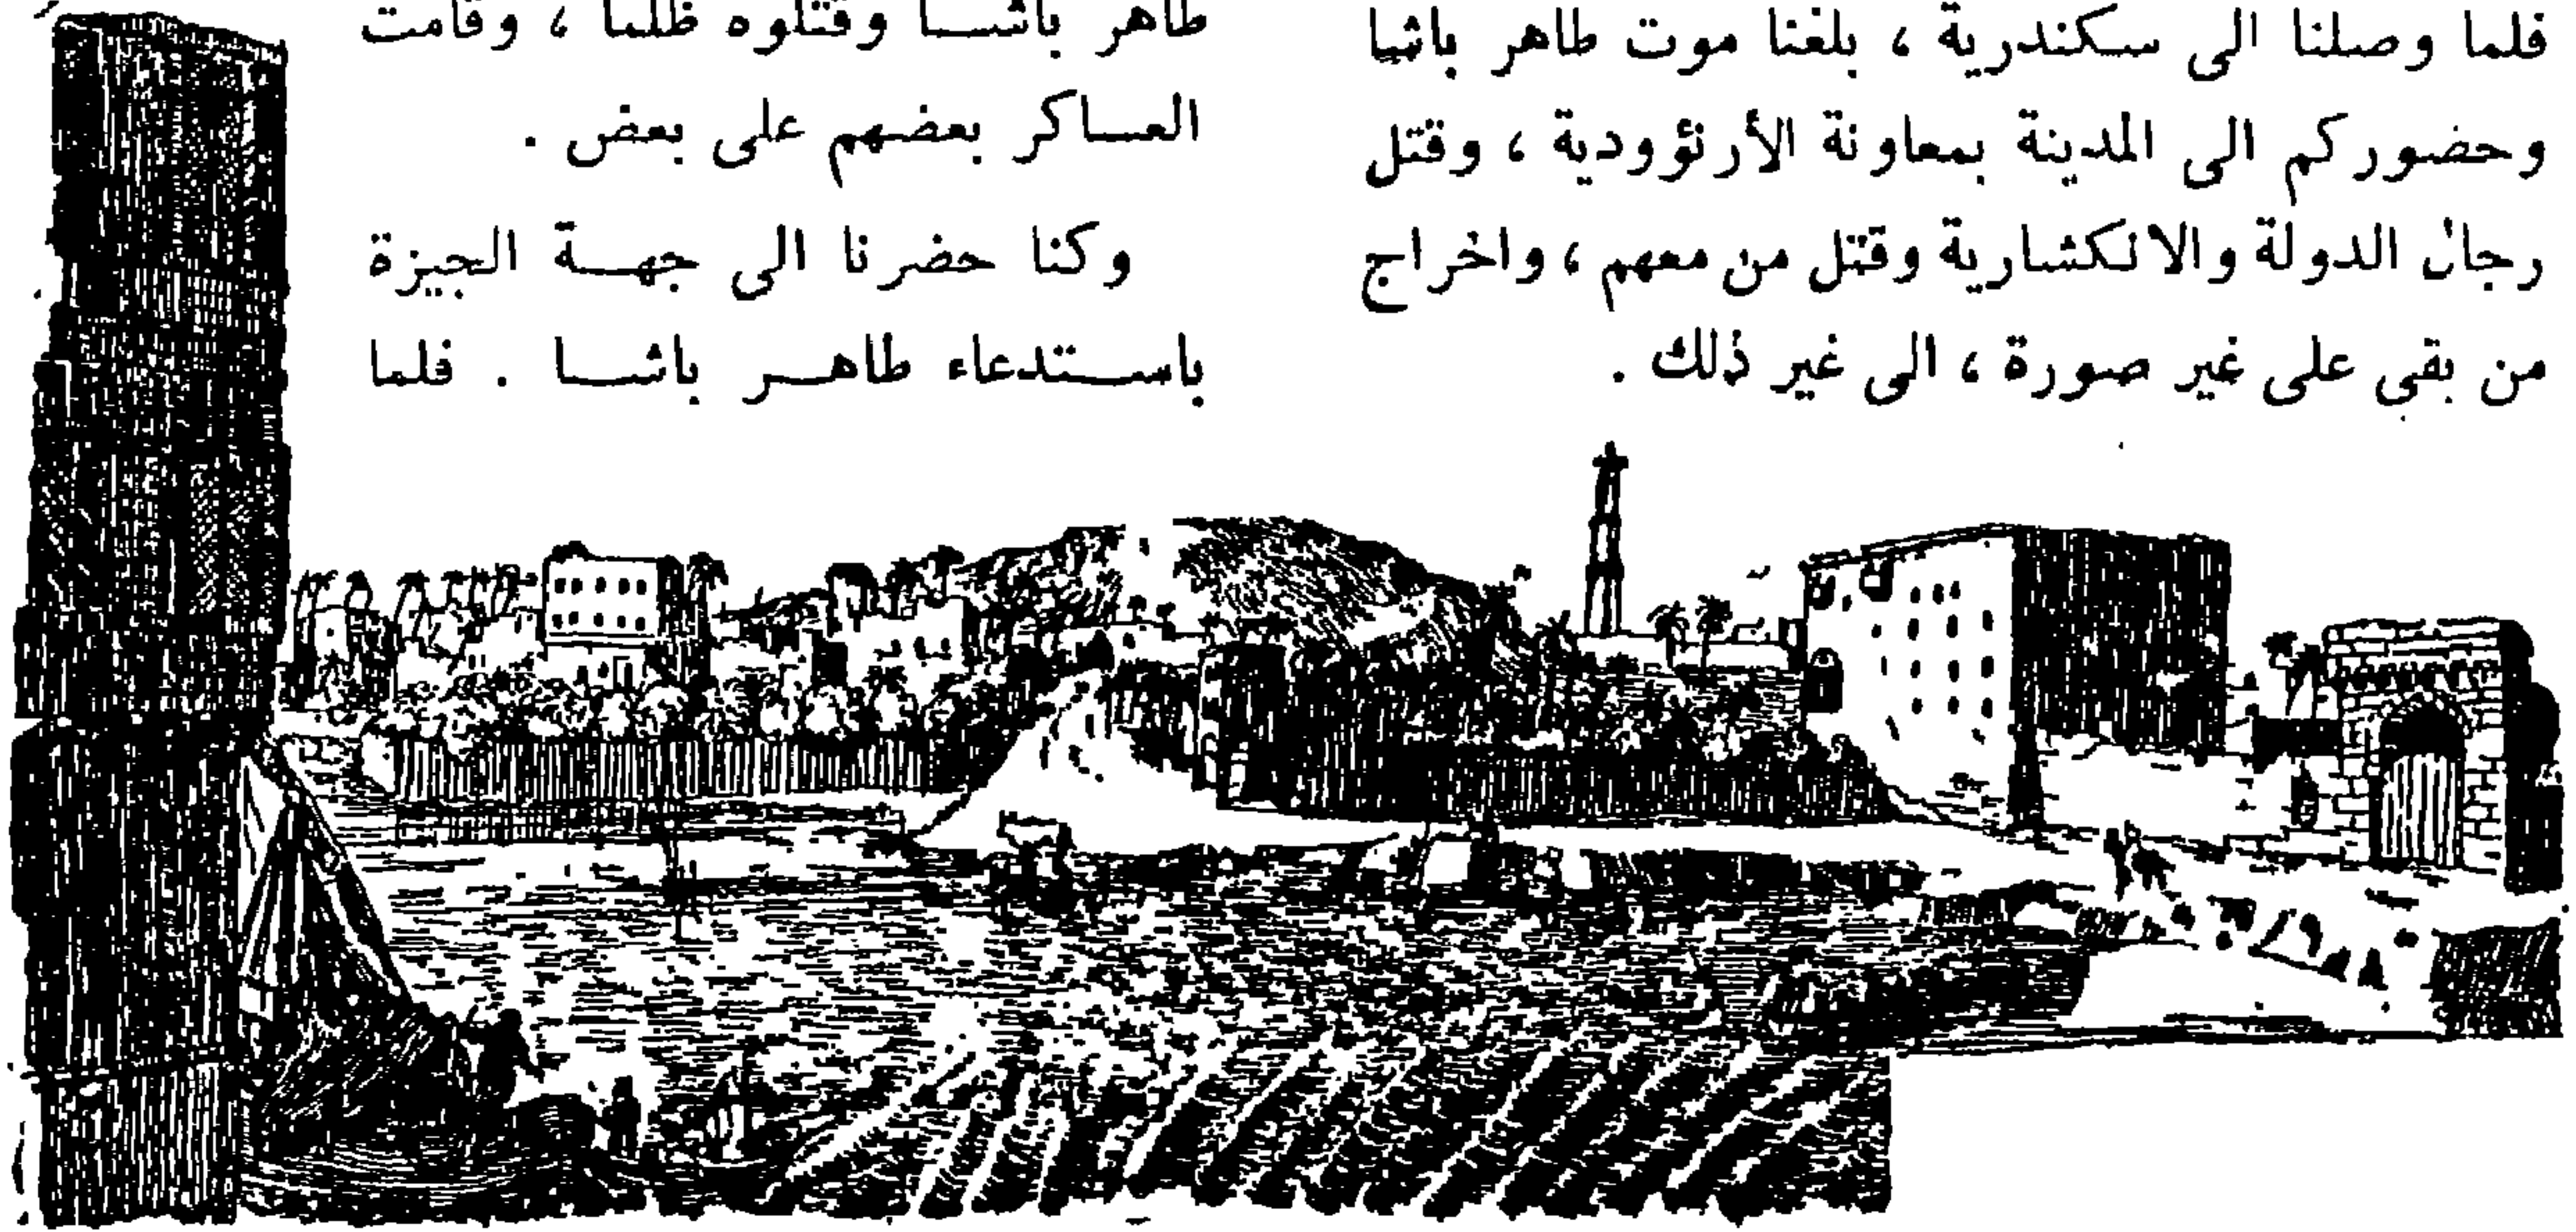 فلما وصلنا الى سكندرية ، بلغنا موت طاهر باشا
وحضوركم الى المدينة بمعاونة الأرنؤودية ، وقتل
رجال الدولة والانكشارية وقتل من معهم ، واخراج
من بقى على غير صورة ، الى غير ذلك .
طاهر باشا وقتلوه ظلما ، وقامت
العساكر بعضهم على بعض .
وكنا حضرنا الى جهة الجيزة
باستدعاء طاهر باشا . فلما